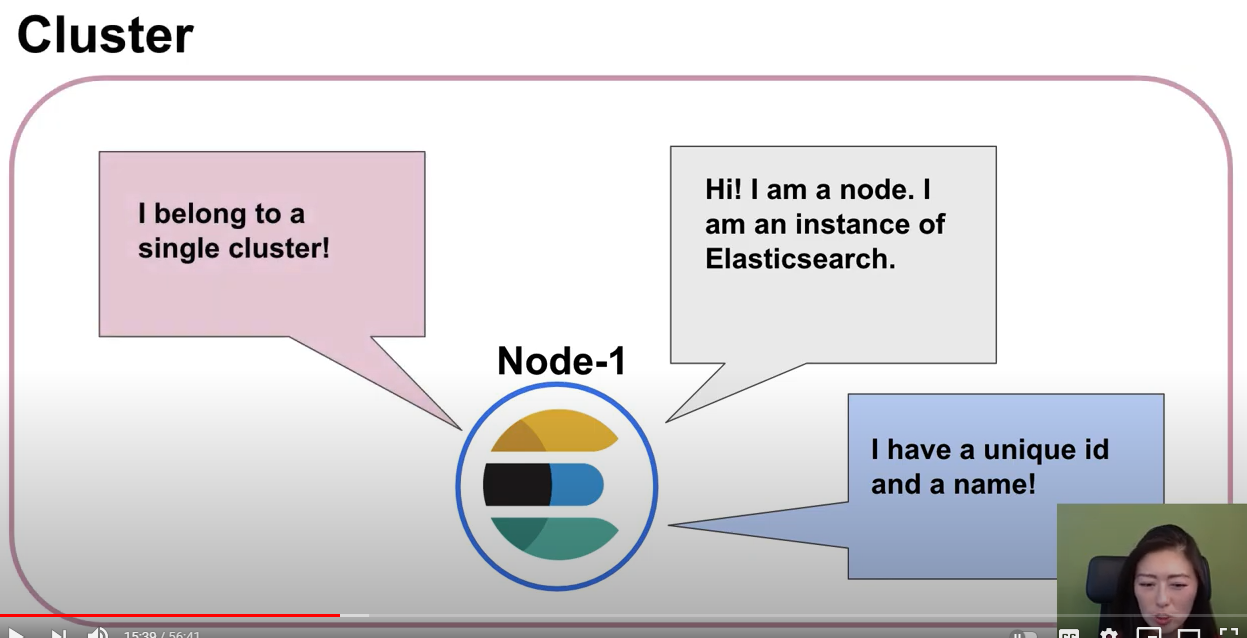 Cluster
I belong to a
single cluster!
Hi! I am a node. I
am an instance of
Elasticsearch.
Node-1
I have a unique id
and a name!
15:39 / 56:41
CC